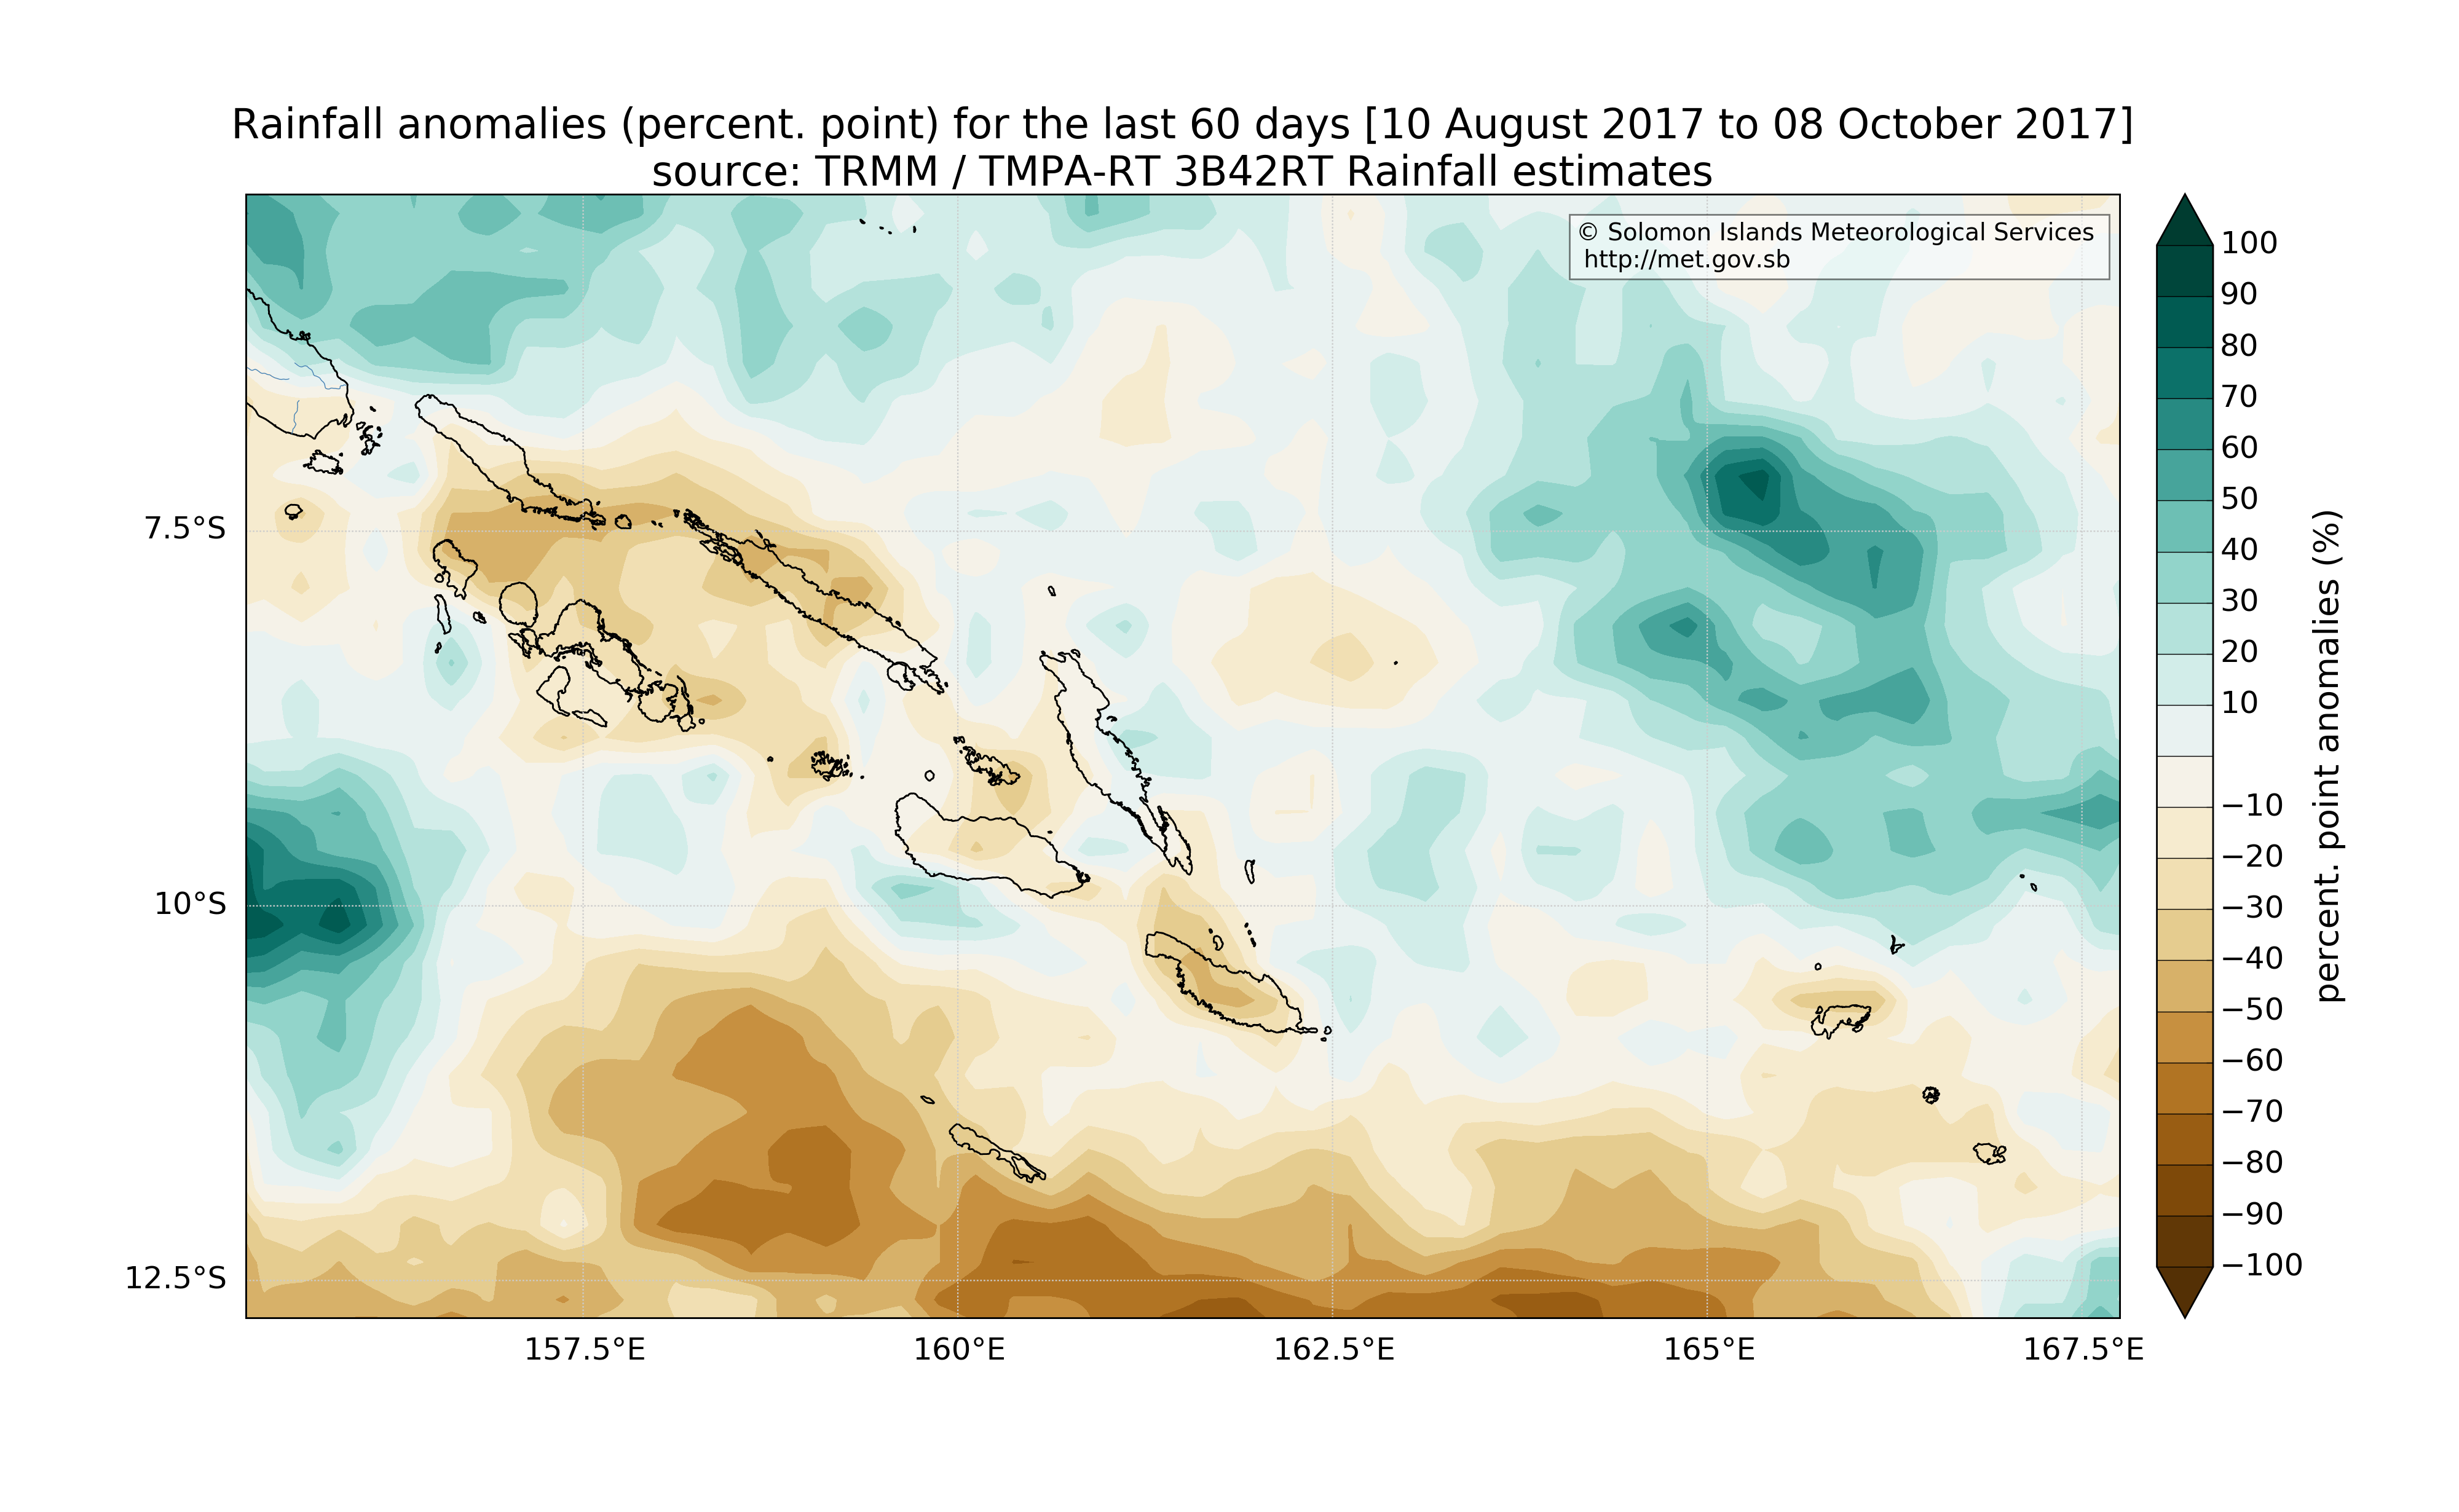 Rainfall anomalies (percent. point) for the last 60 days [10 August 2017 to 08 October 2017]
source: TRMM / TMPA-RT 3B42RT Rainfall estimates
© Solomon Islands Meteorological Services
http://met.gov.sb
7.5°S
10°S
12.5°S
157.5°E
160°E
162.5°E
165°E
167.5°E
100
90
80
70
60
50
40
30
20
10
−10
−20
−30
−40
−50
−60
−70
−80
−90
−100
percent. point anomalies (%)